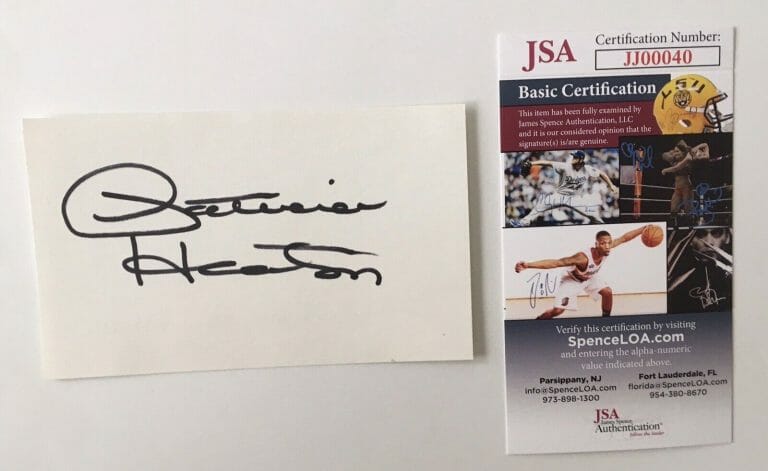 Patricia
Heaton
JSA
Certification Number:
JJ00040
Basic Certification
This item has been fully examined by
James Spence Authentication, LLC
and it is our considered opinion that the
signature(s) is/are genuine.
Verify this certification by visiting
SpenceLOA.com
and entering the alpha-numeric
value indicated above.
Parsippany, NJ
info@SpenceLOA.com
973-898-1300
Fort Lauderdale, FL
florida@SpenceLOA.com
954-380-8670
JSA
James Spence
Authentication
follow the leader